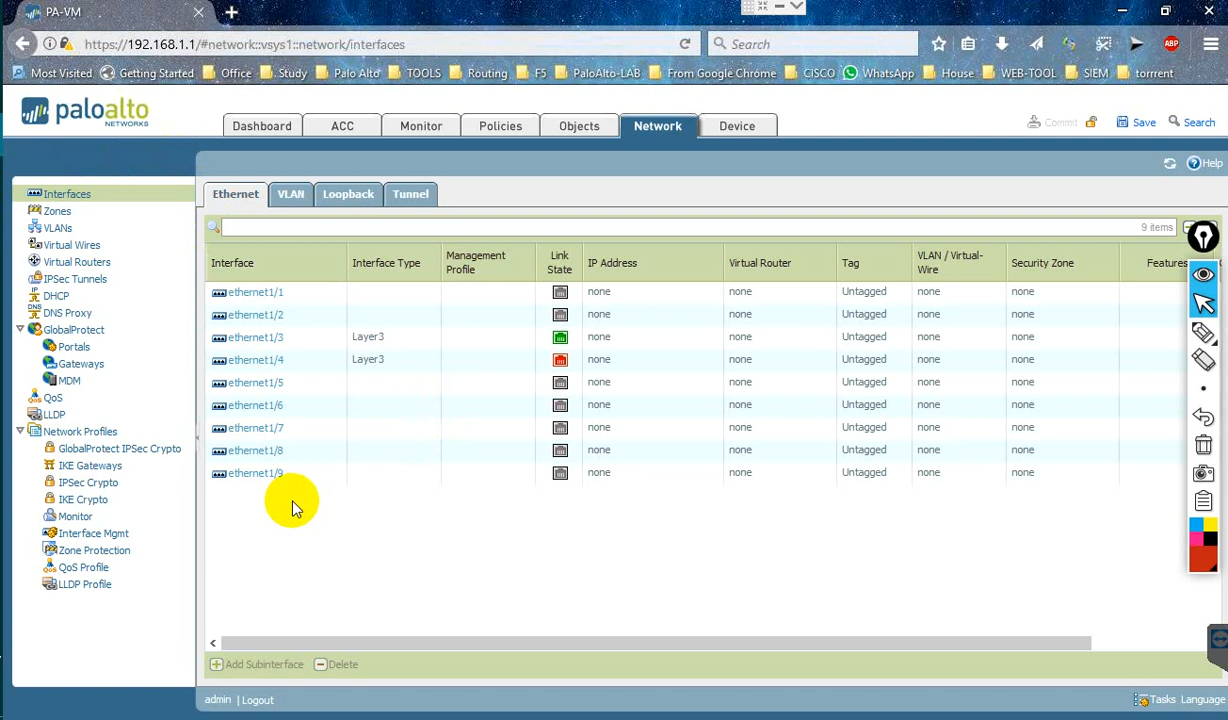 PA-VM
https://192.168.1.1/#network::vsys1::network/interfaces
Search
ABP
Most Visited Getting Started Office Study Palo Alto TOOLS Routing F5 PaloAlto-LAB From Google Chrome CISCO WhatsApp House WEB-TOOL SIEM torrrent
paloalto NETWORKS
Dashboard ACC Monitor Policies Objects Network Device
Commit Save Search
Help
Interfaces
Zones
VLANs
Virtual Wires
Virtual Routers
IPSec Tunnels
DHCP
DNS Proxy
GlobalProtect
Portals
Gateways
MDM
QoS
LLDP
Network Profiles
GlobalProtect IPSec Crypto
IKE Gateways
IPSec Crypto
IKE Crypto
Monitor
Interface Mgmt
Zone Protection
QoS Profile
LLDP Profile
Ethernet VLAN Loopback Tunnel
9 items
Interface Interface Type Management Profile Link State IP Address Virtual Router Tag VLAN / Virtual-Wire Security Zone Features
ethernet1/1 none none Untagged none none
ethernet1/2 none none Untagged none none
ethernet1/3 Layer3 none none Untagged none none
ethernet1/4 Layer3 none none Untagged none none
ethernet1/5 none none Untagged none none
ethernet1/6 none none Untagged none none
ethernet1/7 none none Untagged none none
ethernet1/8 none none Untagged none none
ethernet1/9 none none Untagged none none
Add Subinterface Delete
admin | Logout
Tasks Language